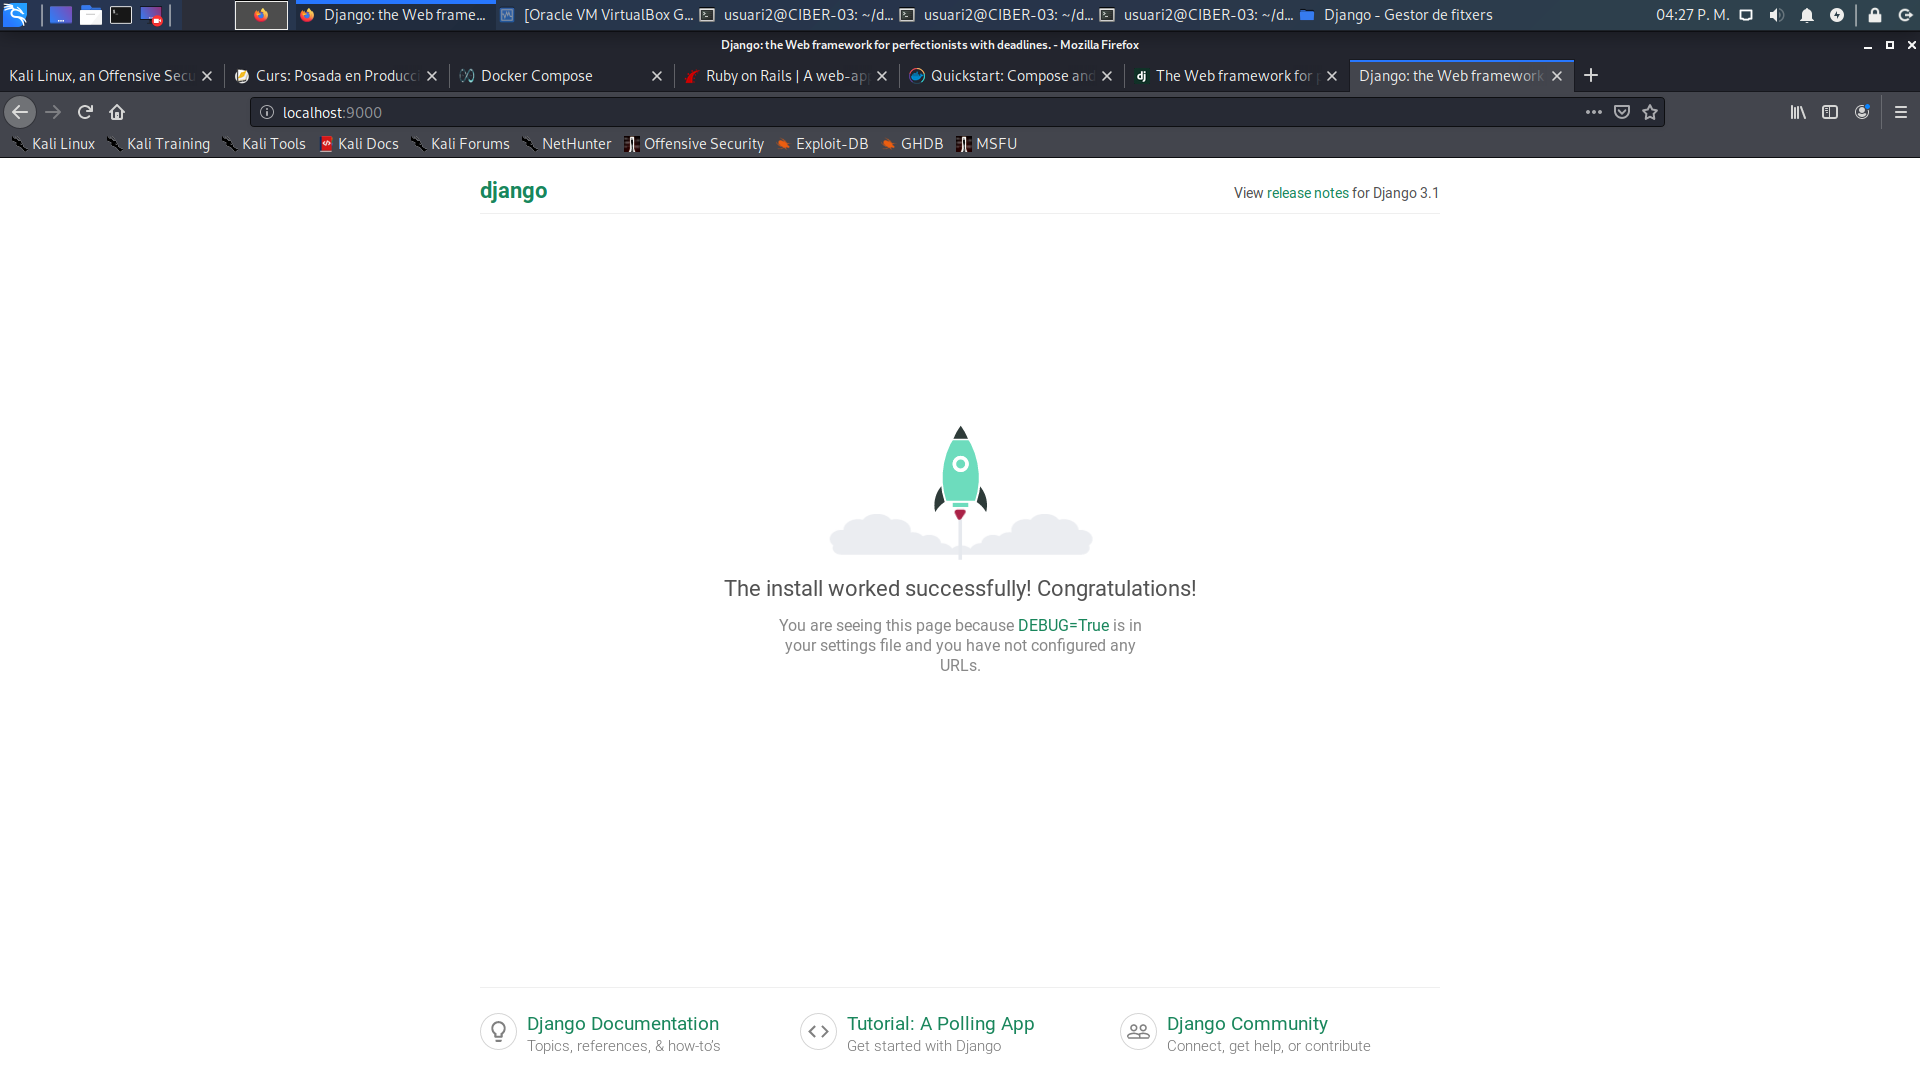 Django: the Web frame...
[Oracle VM VirtualBox G...
usuari2@CIBER-03: ~/d...
usuari2@CIBER-03: ~/d...
usuari2@CIBER-03: ~/d...
Django - Gestor de fitxers
04:27 P. M.
Django: the Web framework for perfectionists with deadlines. - Mozilla Firefox
Kali Linux, an Offensive Secu
Curs: Posada en Producc
Docker Compose
Ruby on Rails | A web-ap
Quickstart: Compose and
dj The Web framework for p
Django: the Web framework
localhost:9000
Kali Linux
Kali Training
Kali Tools
Kali Docs
Kali Forums
NetHunter
Offensive Security
Exploit-DB
GHDB
MSFU
django
View release notes for Django 3.1
The install worked successfully! Congratulations!
You are seeing this page because DEBUG=True is in
your settings file and you have not configured any
URLs.
Django Documentation
Topics, references, & how-to's
Tutorial: A Polling App
Get started with Django
Django Community
Connect, get help, or contribute